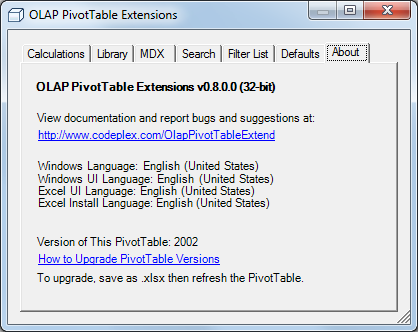 OLAP PivotTable Extensions
Calculations Library MDX Search Filter List Defaults About
OLAP PivotTable Extensions v0.8.0.0 (32-bit)
View documentation and report bugs and suggestions at:
http://www.codeplex.com/OlapPivotTableExtend
Windows Language: English (United States)
Windows UI Language: English (United States)
Excel UI Language: English (United States)
Excel Install Language: English (United States)
Version of This PivotTable: 2002
How to Upgrade PivotTable Versions
To upgrade, save as .xlsx then refresh the PivotTable.